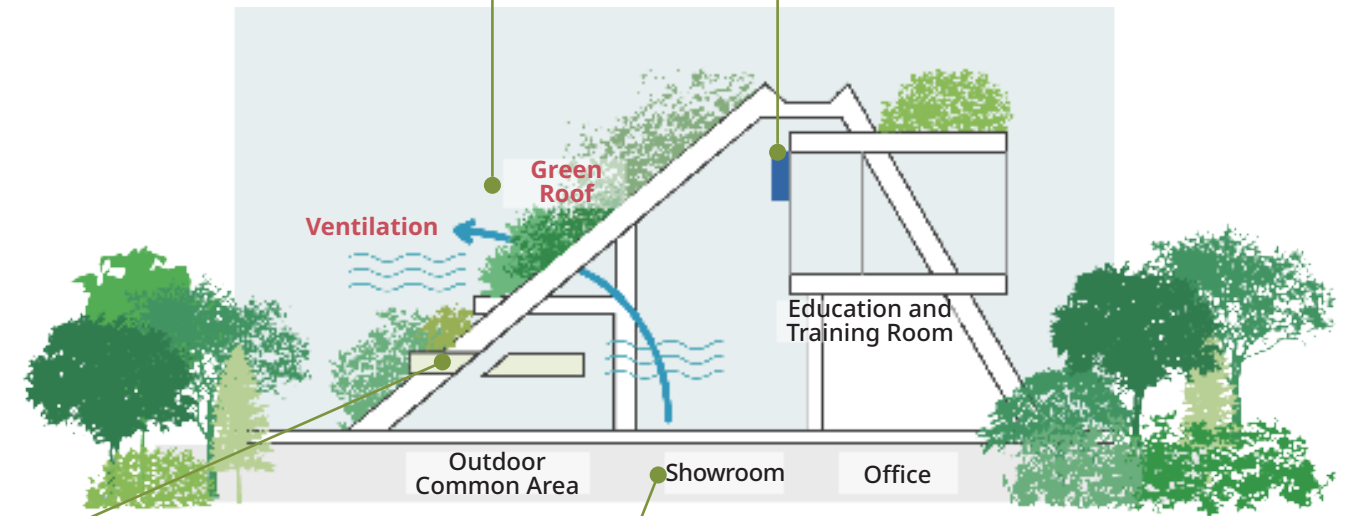 Green
Roof
Ventilation
Education and
Training Room
Outdoor
Common Area
Showroom
Office